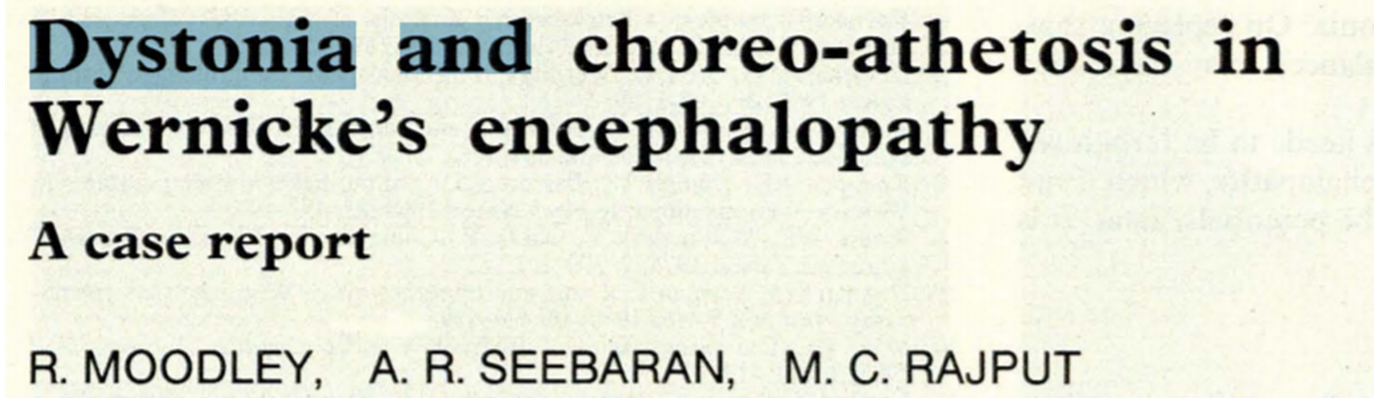 Dystonia and choreo-athetosis in
Wernicke's encephalopathy
A case report
R. MOODLEY, A. R. SEEBARAN, M. C. RAJPUT